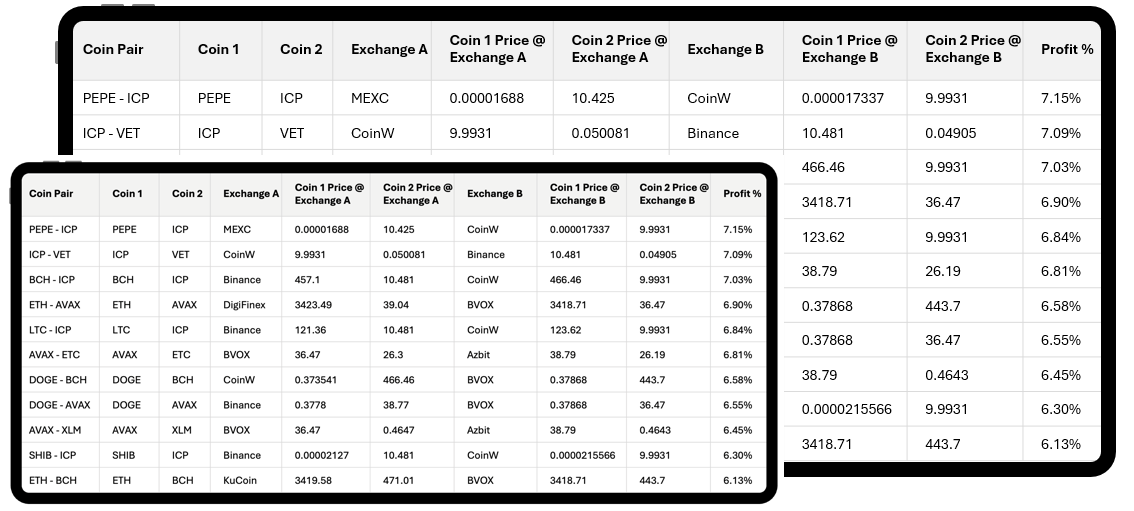 Coin Pair Coin 1 Coin 2 Exchange A Coin 1 Price @ Exchange A Coin 2 Price @ Exchange A Exchange B Coin 1 Price @ Exchange B Coin 2 Price @ Exchange B Profit %
PEPE - ICP PEPE ICP MEXC 0.00001688 10.425 CoinW 0.000017337 9.9931 7.15%
ICP - VET ICP VET CoinW 9.9931 0.050081 Binance 10.481 0.04905 7.09%
466.46 9.9931 7.03%
3418.71 36.47 6.90%
123.62 9.9931 6.84%
38.79 26.19 6.81%
0.37868 443.7 6.58%
0.37868 36.47 6.55%
38.79 0.4643 6.45%
0.0000215566 9.9931 6.30%
3418.71 443.7 6.13%
Coin Pair Coin 1 Coin 2 Exchange A Coin 1 Price @ Exchange A Coin 2 Price @ Exchange A Exchange B Coin 1 Price @ Exchange B Coin 2 Price @ Exchange B Profit %
PEPE - ICP PEPE ICP MEXC 0.00001688 10.425 CoinW 0.000017337 9.9931 7.15%
ICP - VET ICP VET CoinW 9.9931 0.050081 Binance 10.481 0.04905 7.09%
BCH - ICP BCH ICP Binance 457.1 10.481 CoinW 466.46 9.9931 7.03%
ETH - AVAX ETH AVAX DigiFinex 3423.49 39.04 BVOX 3418.71 36.47 6.90%
LTC - ICP LTC ICP Binance 121.36 10.481 CoinW 123.62 9.9931 6.84%
AVAX - ETC AVAX ETC BVOX 36.47 26.3 Azbit 38.79 26.19 6.81%
DOGE - BCH DOGE BCH CoinW 0.373541 466.46 BVOX 0.37868 443.7 6.58%
DOGE - AVAX DOGE AVAX Binance 0.3778 38.77 BVOX 0.37868 36.47 6.55%
AVAX - XLM AVAX XLM BVOX 36.47 0.4647 Azbit 38.79 0.4643 6.45%
SHIB - ICP SHIB ICP Binance 0.00002127 10.481 CoinW 0.0000215566 9.9931 6.30%
ETH - BCH ETH BCH KuCoin 3419.58 471.01 BVOX 3418.71 443.7 6.13%